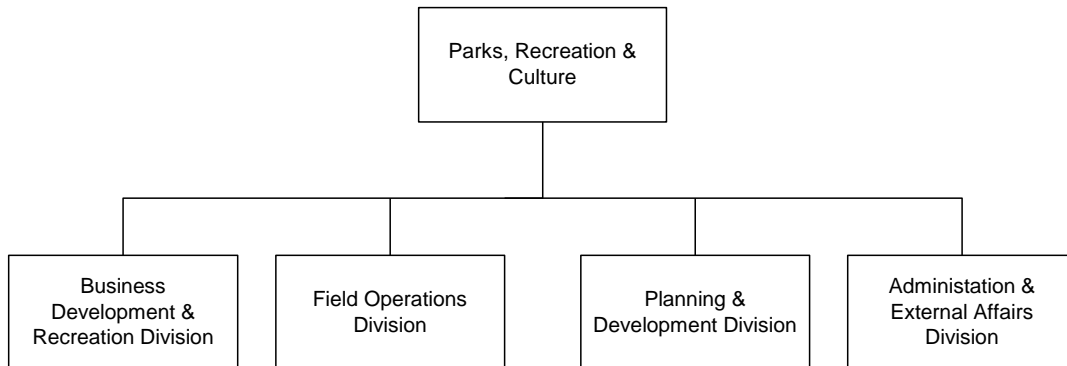 Parks, Recreation &
Culture
Business
Development &
Recreation Division
Field Operations
Division
Planning &
Development Division
Administation &
External Affairs
Division